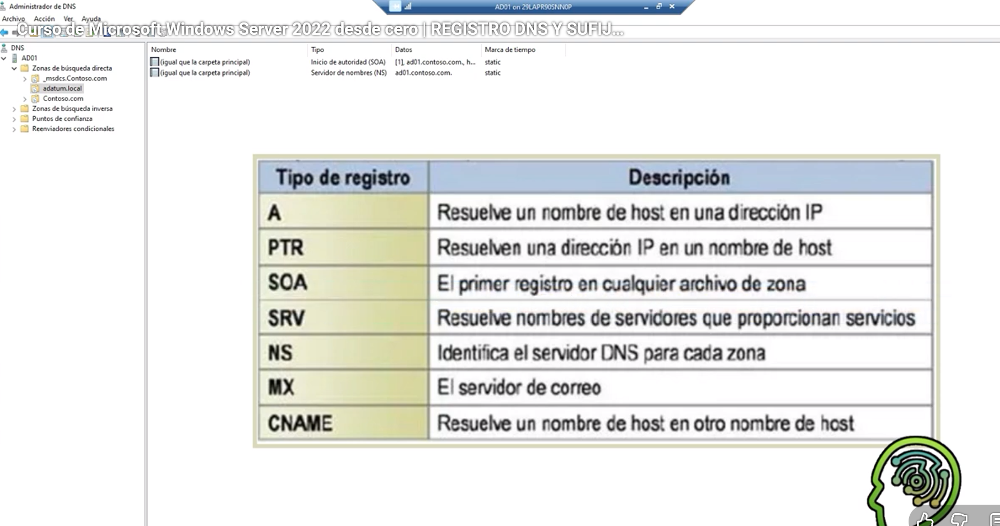 Administrador de DNS
AD01 on 29LAPR90SNN0P
Archivo Acción Ver Ayuda
Curso de Microsoft Windows Server 2022 desde cero | REGISTRO DNS Y SUFIJ...
DNS
AD01
Zonas de búsqueda directa
_msdcs.Contoso.com
adatum.local
Contoso.com
Zonas de búsqueda inversa
Puntos de confianza
Reenviadores condicionales
Nombre Tipo Datos Marca de tiempo
(igual que la carpeta principal) Inicio de autoridad (SOA) [1], ad01.contoso.com., h... static
(igual que la carpeta principal) Servidor de nombres (NS) ad01.contoso.com. static
Tipo de registro Descripción
A Resuelve un nombre de host en una dirección IP
PTR Resuelven una dirección IP en un nombre de host
SOA El primer registro en cualquier archivo de zona
SRV Resuelve nombres de servidores que proporcionan servicios
NS Identifica el servidor DNS para cada zona
MX El servidor de correo
CNAME Resuelve un nombre de host en otro nombre de host